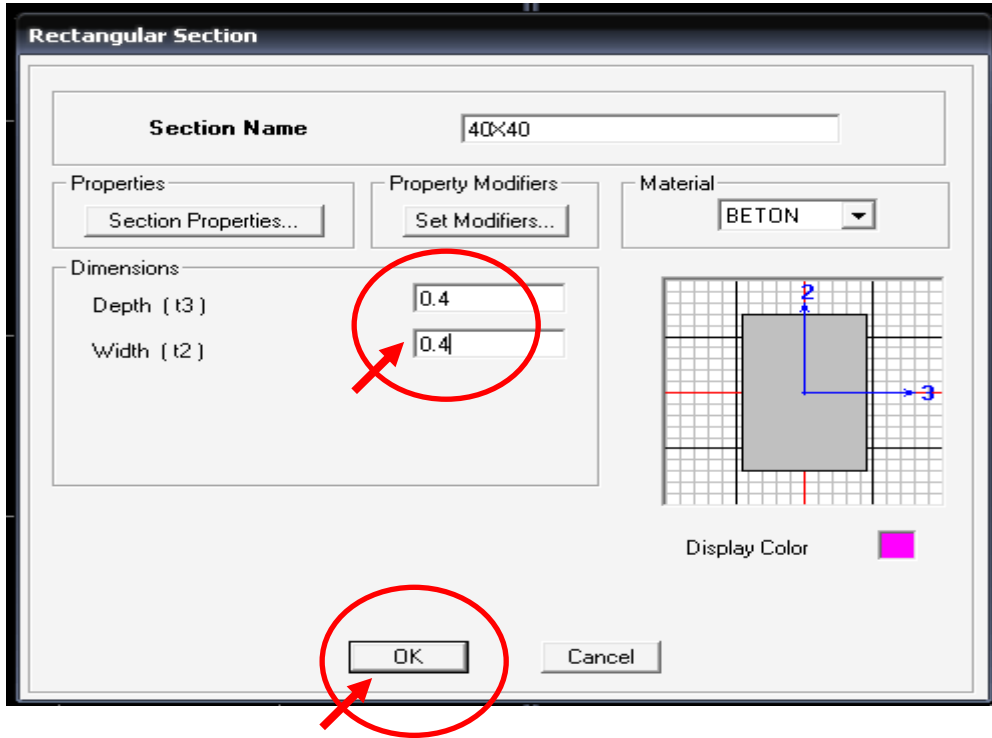 Rectangular Section
Section Name 40X40
Properties Property Modifiers Material
Section Properties... Set Modifiers... BETON
Dimensions
Depth ( t3 ) 0.4
Width ( t2 ) 0.4
2
3
Display Color
OK Cancel